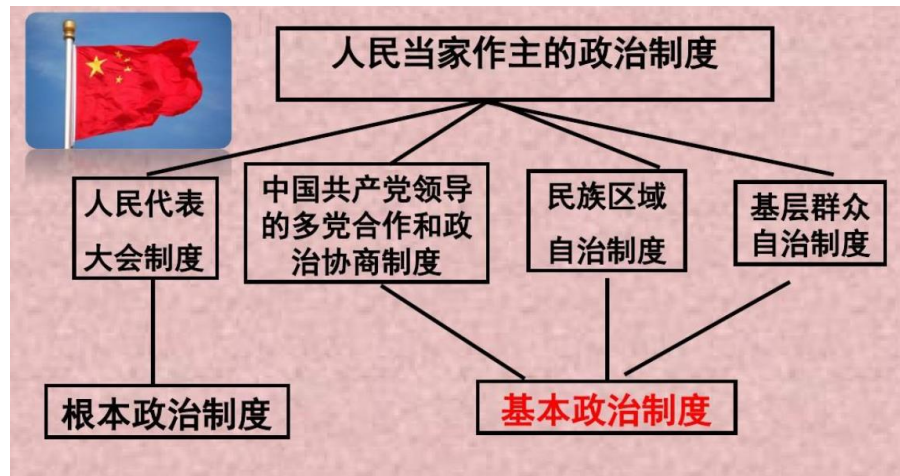 人民当家作主的政治制度
人民代表
大会制度
中国共产党领导
的多党合作和政
治协商制度
民族区域
自治制度
基层群众
自治制度
根本政治制度
基本政治制度